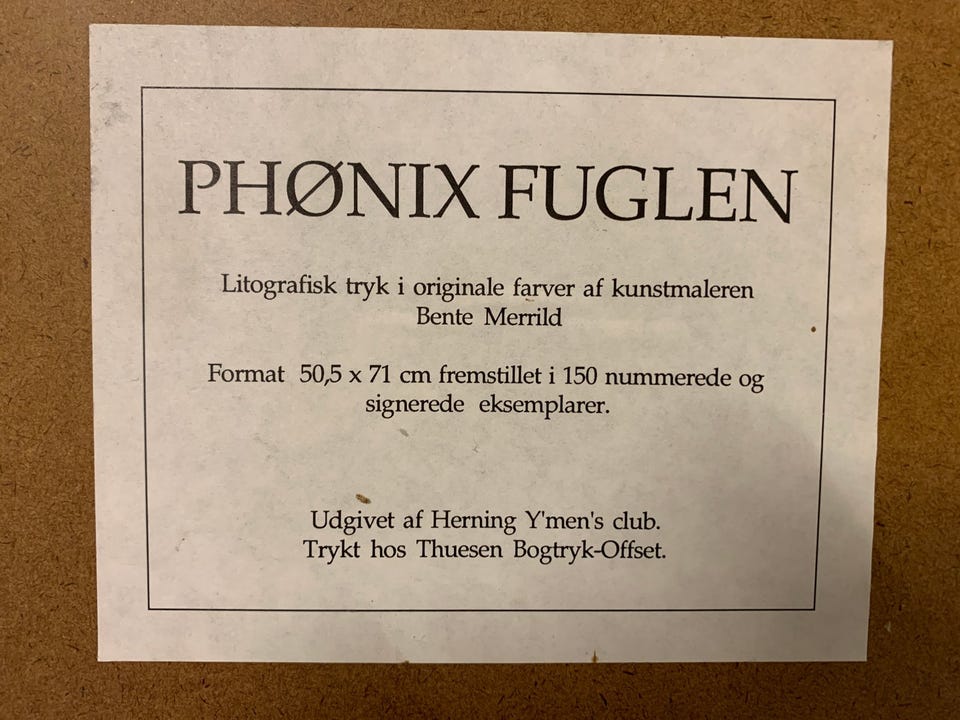 PHØNIX FUGLEN
Litografisk tryk i originale farver af kunstmaleren
Bente Merrild
Format 50,5 x 71 cm fremstillet i 150 nummerede og
signerede eksemplarer.
Udgivet af Herning Y'men's club.
Trykt hos Thuesen Bogtryk-Offset.